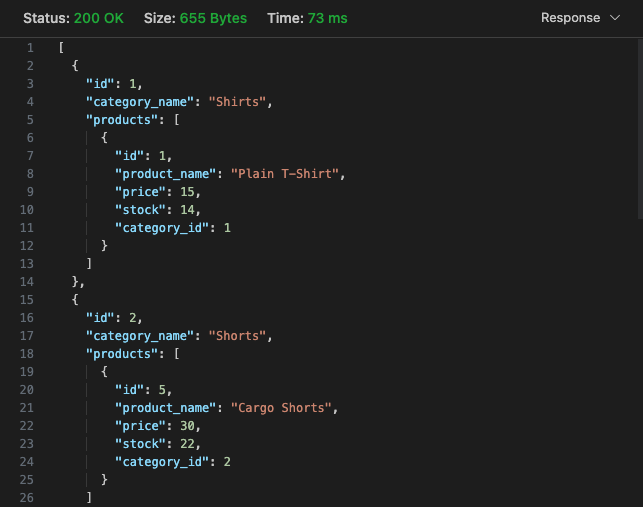 Status: 200 OK Size: 655 Bytes Time: 73 ms Response
1 [
2 {
3 "id": 1,
4 "category_name": "Shirts",
5 "products": [
6 {
7 "id": 1,
8 "product_name": "Plain T-Shirt",
9 "price": 15,
10 "stock": 14,
11 "category_id": 1
12 }
13 ]
14 },
15 {
16 "id": 2,
17 "category_name": "Shorts",
18 "products": [
19 {
20 "id": 5,
21 "product_name": "Cargo Shorts",
22 "price": 30,
23 "stock": 22,
24 "category_id": 2
25 }
26 ]